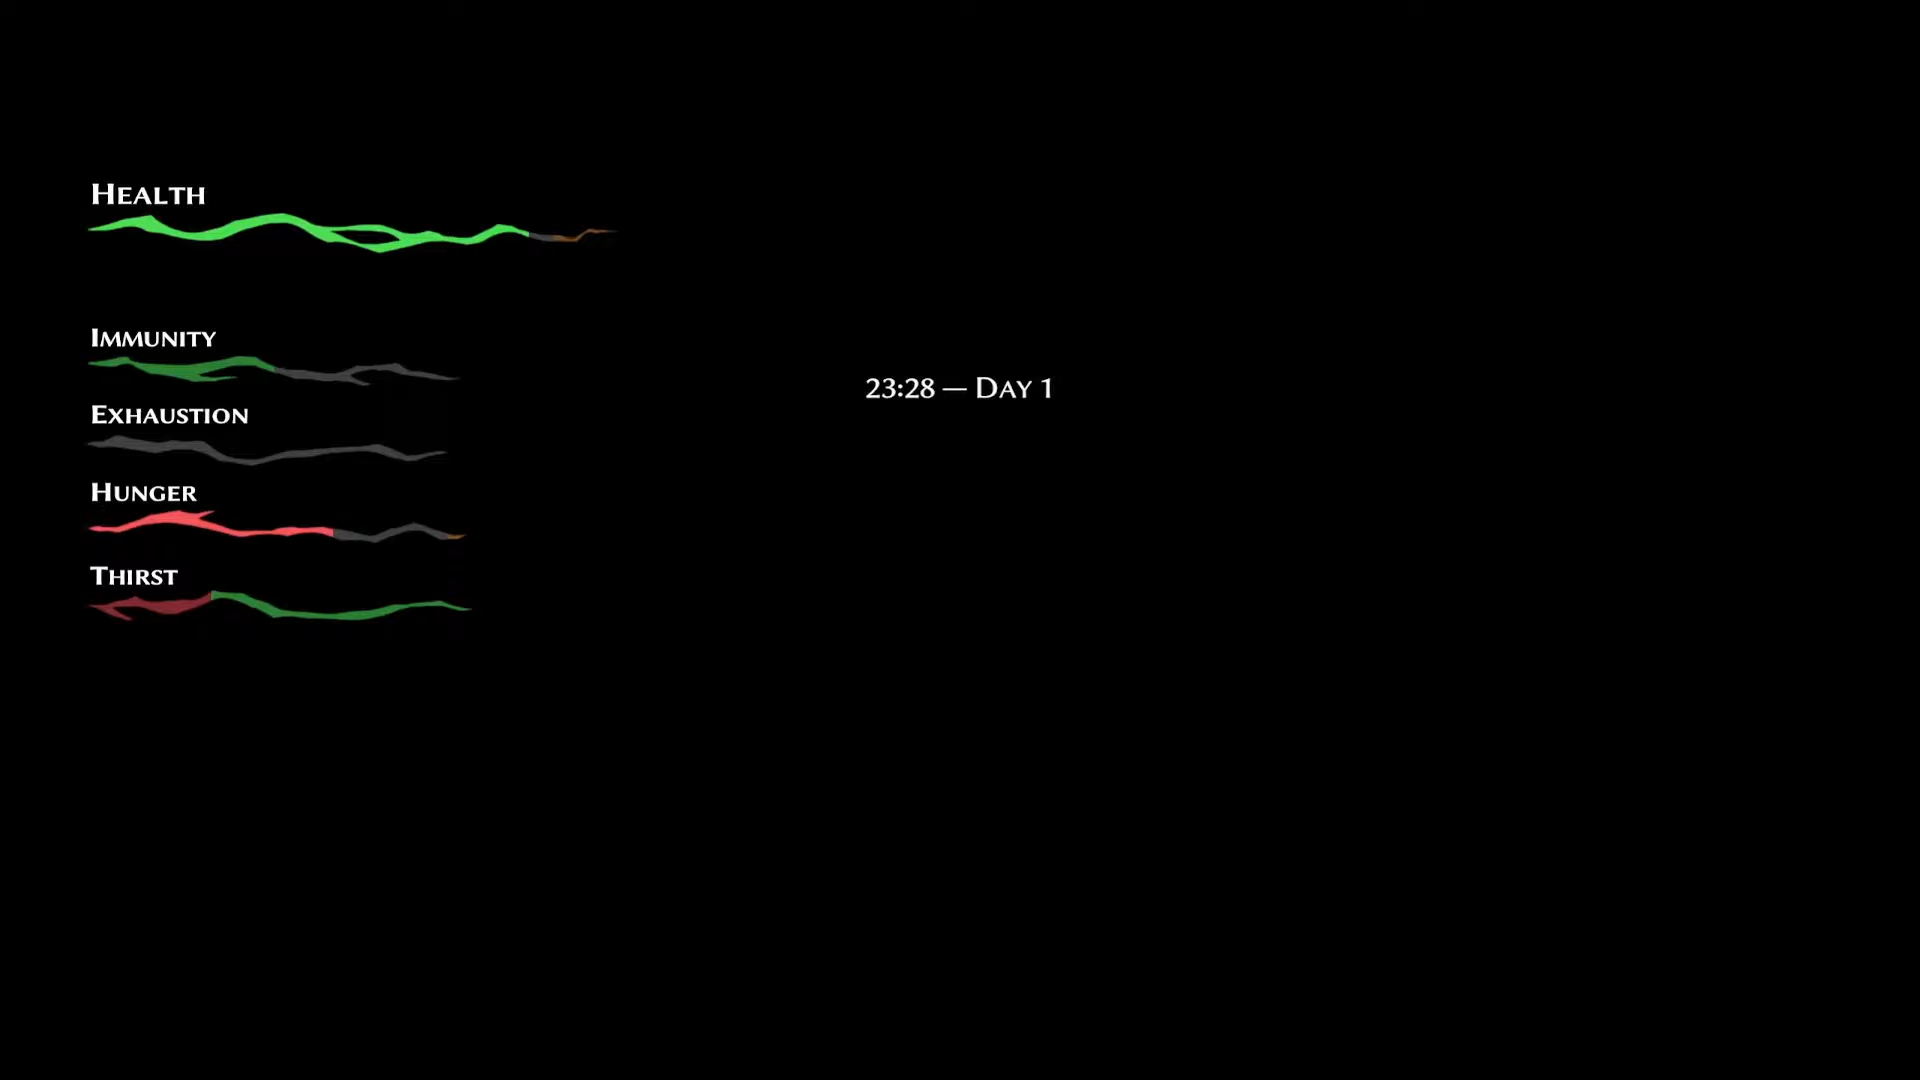 Health
Immunity
Exhaustion
Hunger
Thirst
23:28 — Day 1